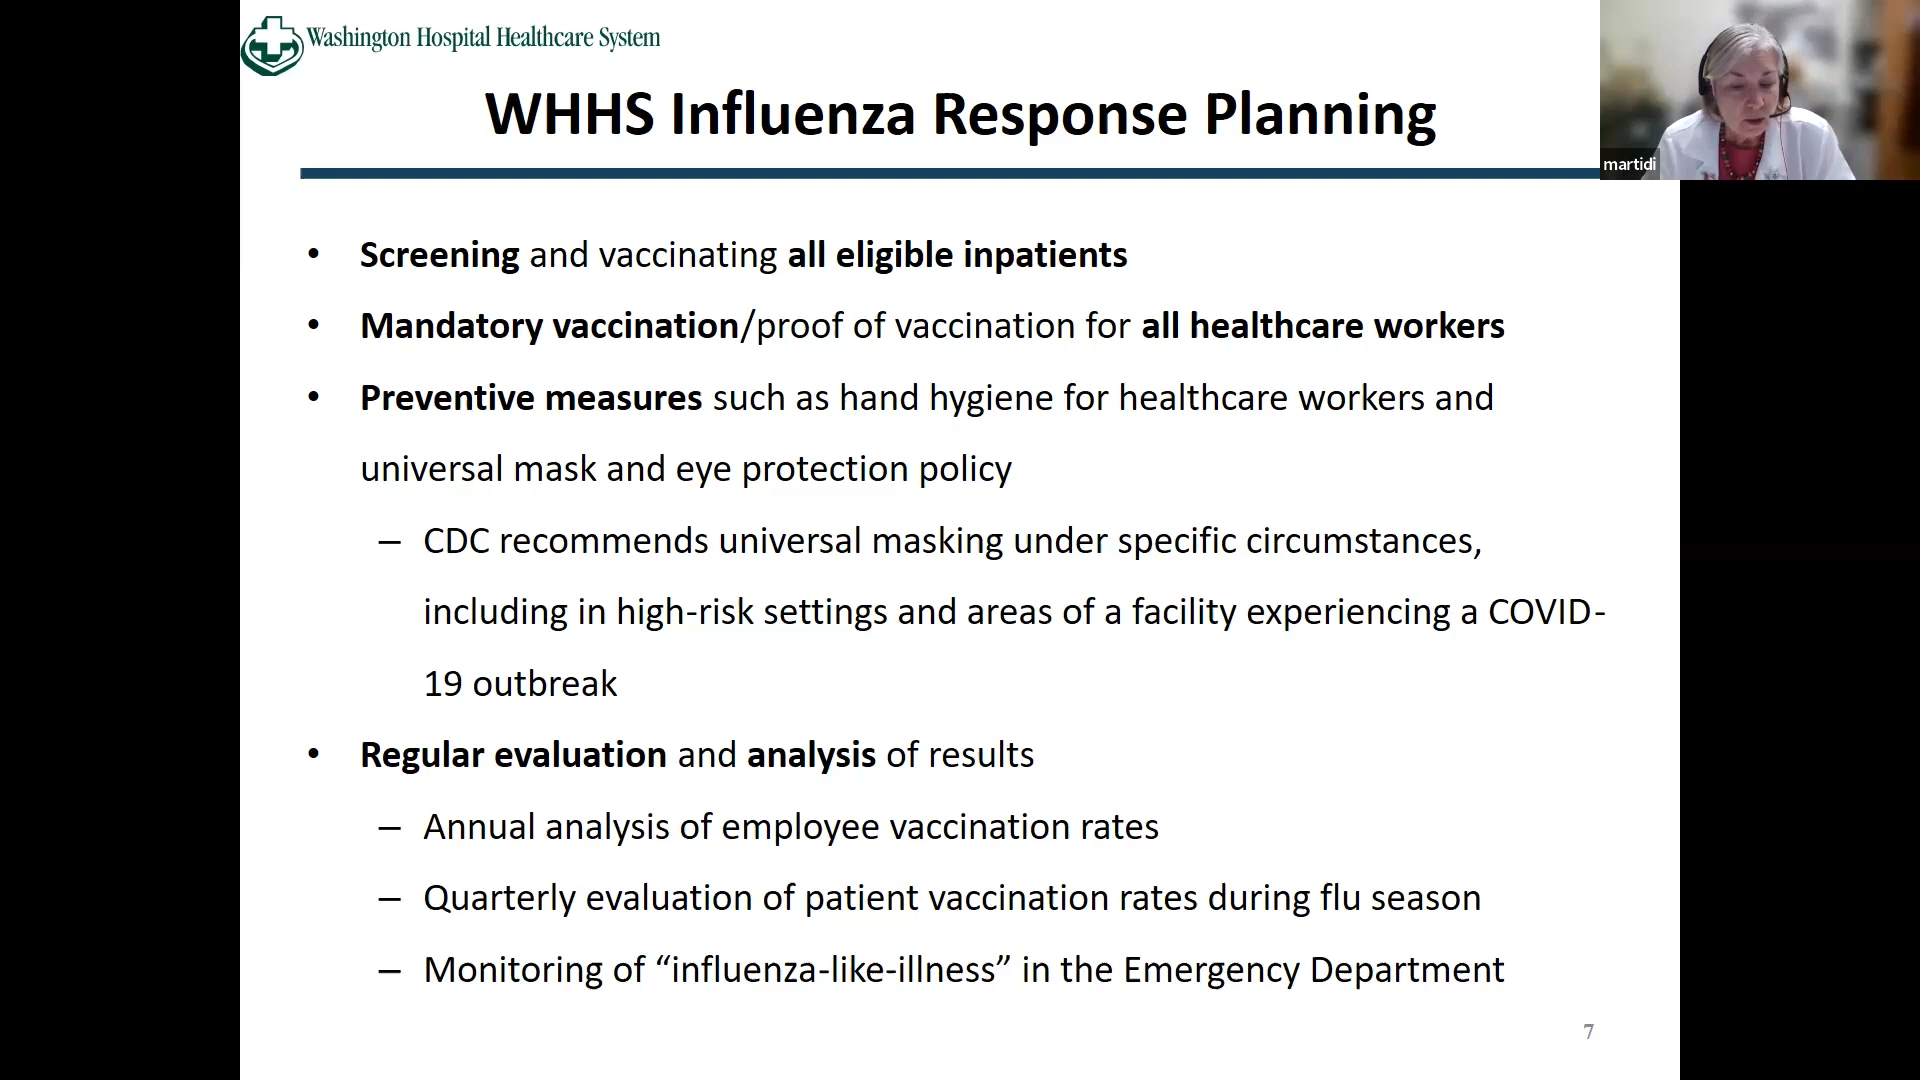 Washington Hospital Healthcare System
WHHS Influenza Response Planning
martidi
• Screening and vaccinating all eligible inpatients
• Mandatory vaccination/proof of vaccination for all healthcare workers
• Preventive measures such as hand hygiene for healthcare workers and
universal mask and eye protection policy
– CDC recommends universal masking under specific circumstances,
including in high-risk settings and areas of a facility experiencing a COVID-
19 outbreak
• Regular evaluation and analysis of results
– Annual analysis of employee vaccination rates
– Quarterly evaluation of patient vaccination rates during flu season
– Monitoring of “influenza-like-illness” in the Emergency Department
7